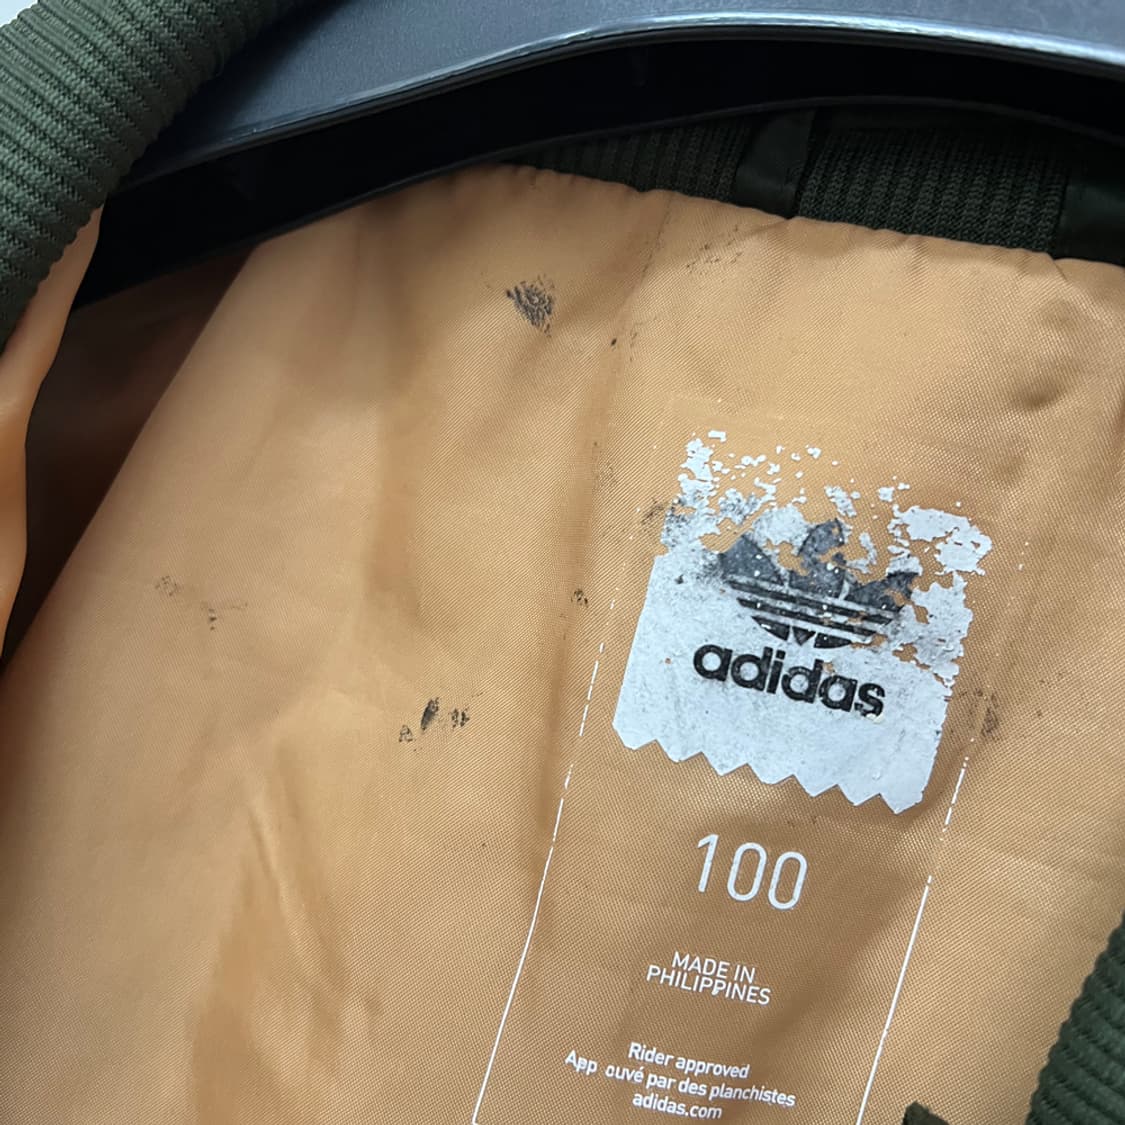 adidas
100
MADE IN
PHILIPPINES
Rider approved
App ouvé par des planchistes
adidas.com